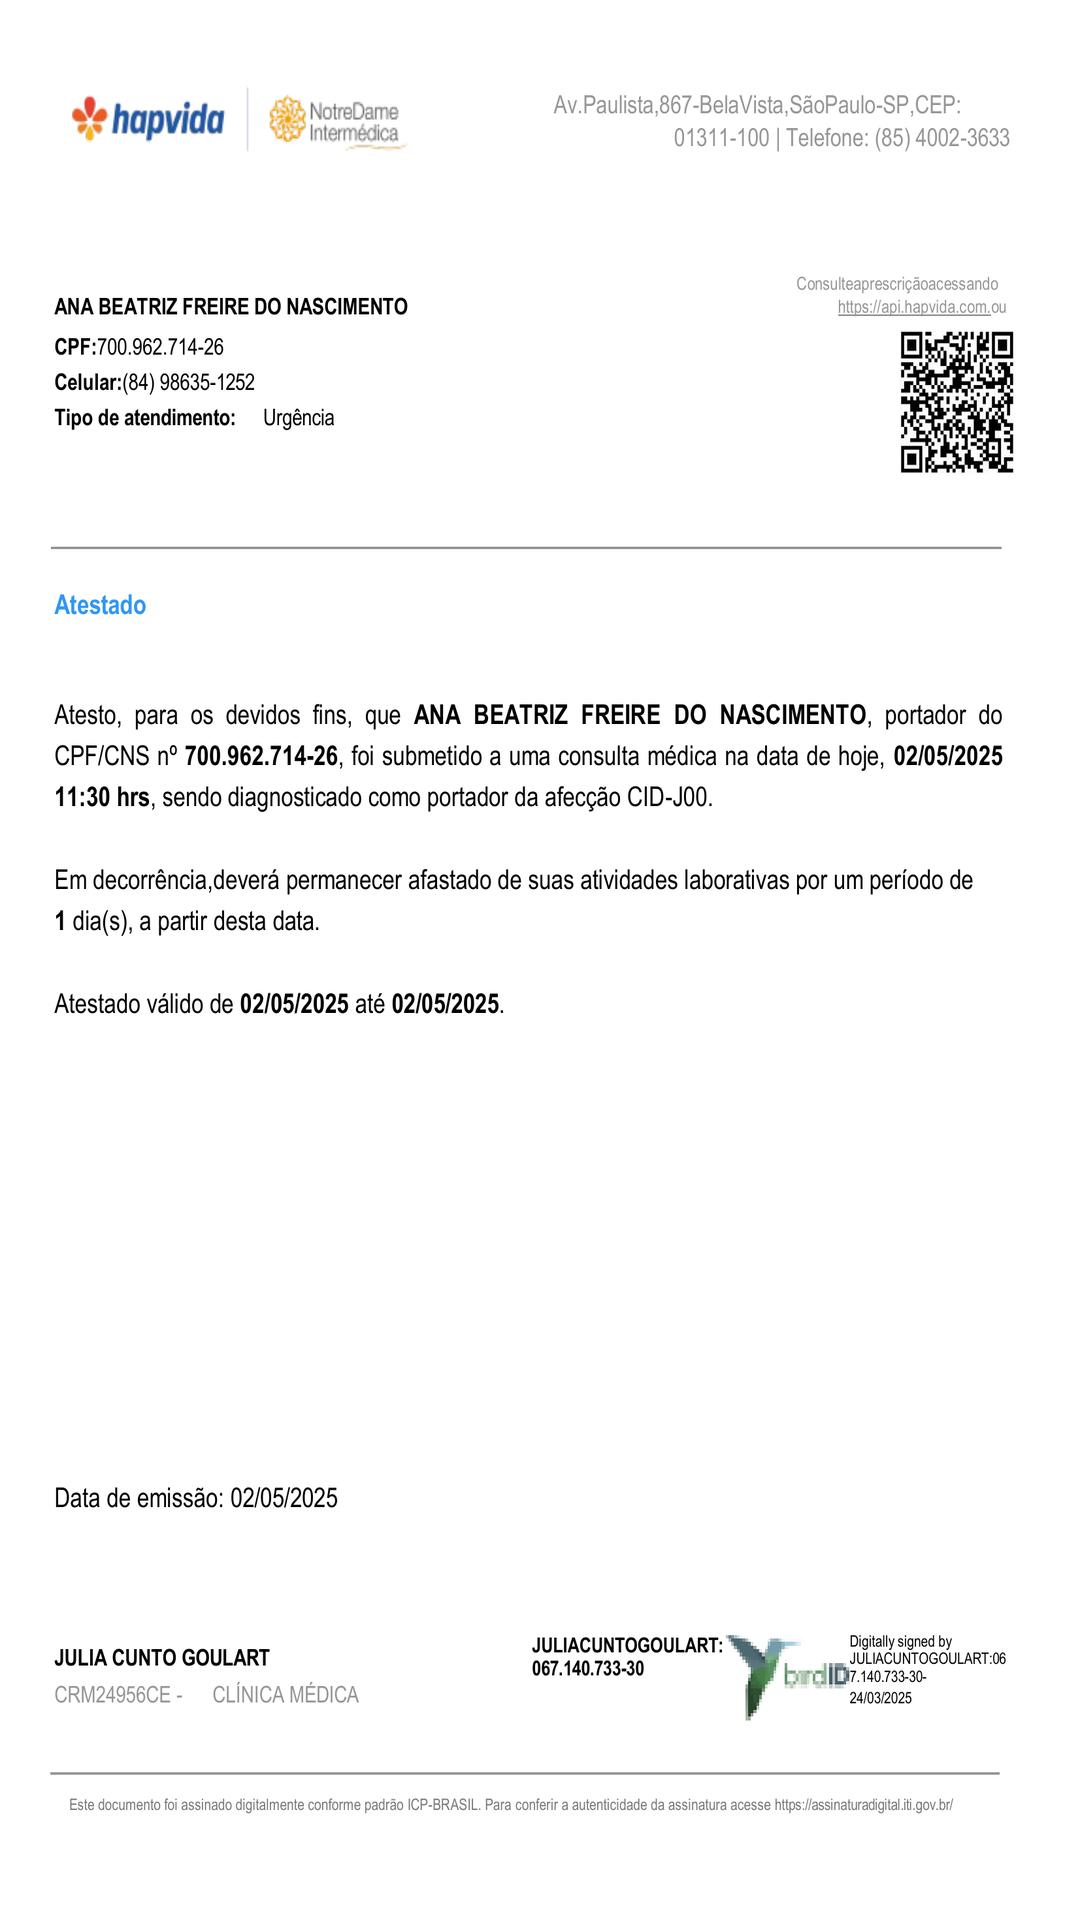 hapvida
NotreDame
Intermédica
Av.Paulista,867-BelaVista,SãoPaulo-SP,CEP:
01311-100 | Telefone: (85) 4002-3633
Consulteaprescriçãoacessando
https://api.hapvida.com.ou
ANA BEATRIZ FREIRE DO NASCIMENTO
CPF:700.962.714-26
Celular:(84) 98635-1252
Tipo de atendimento: Urgência
Atestado
Atesto, para os devidos fins, que ANA BEATRIZ FREIRE DO NASCIMENTO, portador do
CPF/CNS nº 700.962.714-26, foi submetido a uma consulta médica na data de hoje, 02/05/2025
11:30 hrs, sendo diagnosticado como portador da afecção CID-J00.
Em decorrência,deverá permanecer afastado de suas atividades laborativas por um período de
1 dia(s), a partir desta data.
Atestado válido de 02/05/2025 até 02/05/2025.
Data de emissão: 02/05/2025
JULIA CUNTO GOULART
CRM24956CE - CLÍNICA MÉDICA
JULIACUNTOGOULART:
067.140.733-30
birdID
Digitally signed by
JULIACUNTOGOULART:06
7.140.733-30-
24/03/2025
Este documento foi assinado digitalmente conforme padrão ICP-BRASIL. Para conferir a autenticidade da assinatura acesse https://assinaturadigital.iti.gov.br/